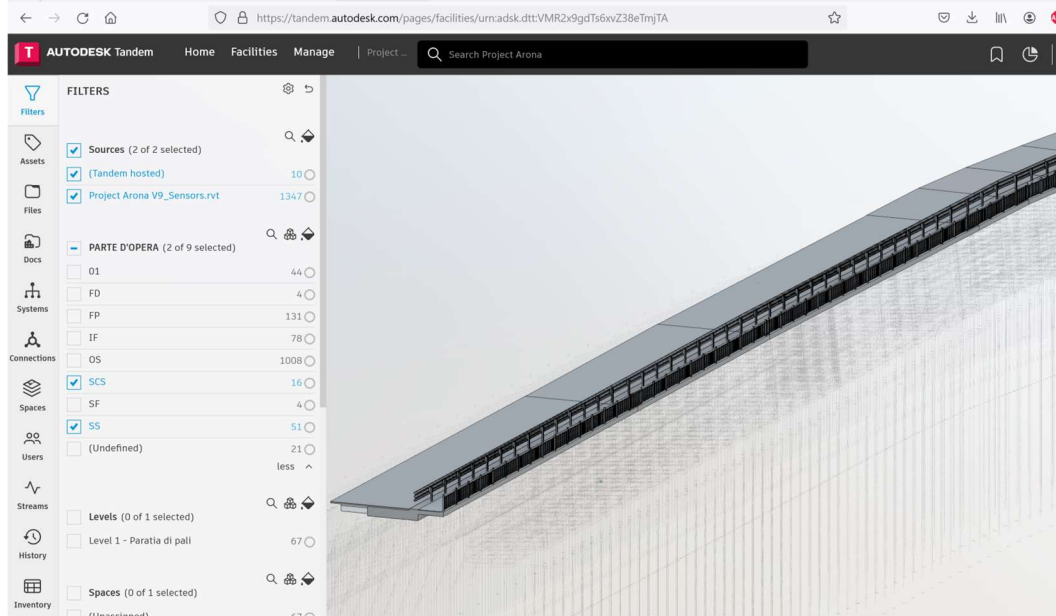 https://tandem.autodesk.com/pages/facilities/urn:adsk.dtt:VMR2x9gdTs6xvZ38eTmjTA
T AUTODESK Tandem Home Facilities Manage Project ... Search Project Arona
Filters
Assets
Files
Docs
Systems
Connections
Spaces
Users
Streams
History
Inventory
FILTERS
Sources (2 of 2 selected)
(Tandem hosted) 10
Project Arona V9_Sensors.rvt 1347
PARTE D'OPERA (2 of 9 selected)
01 44
FD 4
FP 131
IF 78
OS 1008
SCS 16
SF 4
SS 51
(Undefined) 21
less
Levels (0 of 1 selected)
Level 1 - Paratia di pali 67
Spaces (0 of 1 selected)
(Unassigned) 67